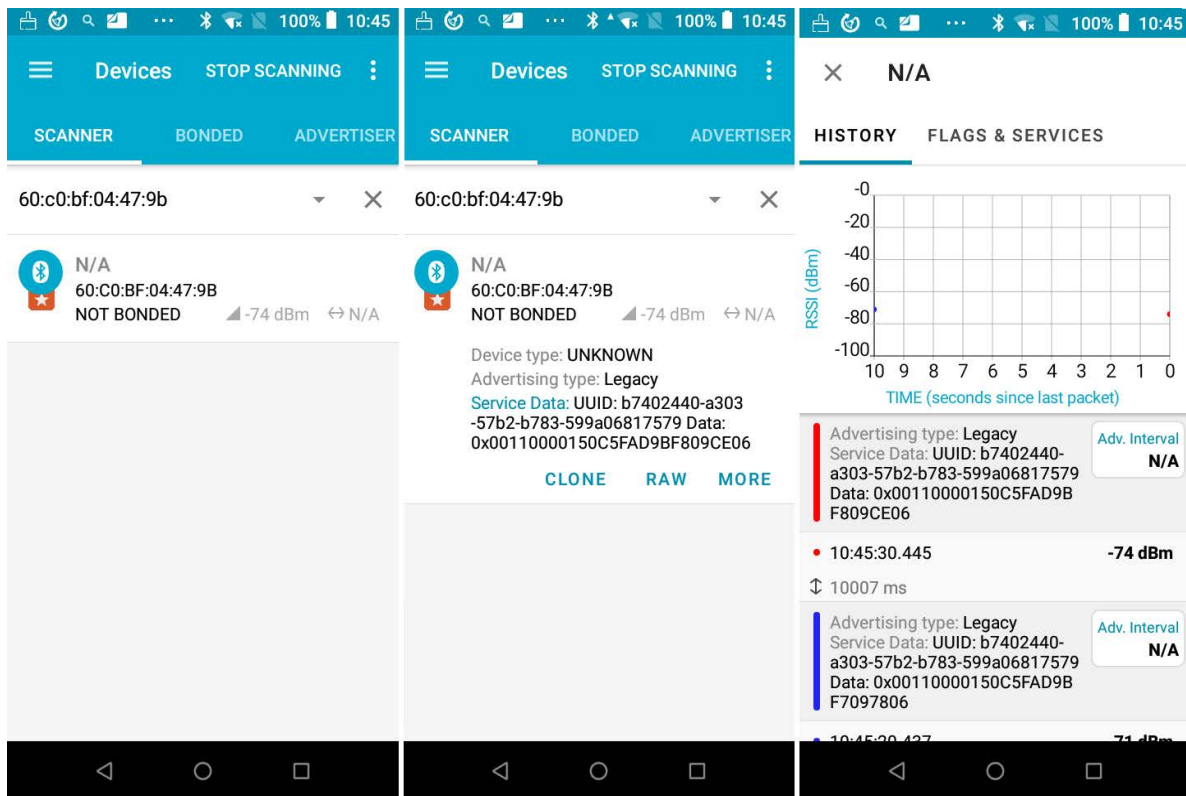 100% 10:45
Devices STOP SCANNING
SCANNER BONDED ADVERTISER
60:c0:bf:04:47:9b
N/A
60:C0:BF:04:47:9B
NOT BONDED -74 dBm N/A
100% 10:45
Devices STOP SCANNING
SCANNER BONDED ADVERTISER
60:c0:bf:04:47:9b
N/A
60:C0:BF:04:47:9B
NOT BONDED -74 dBm N/A
Device type: UNKNOWN
Advertising type: Legacy
Service Data: UUID: b7402440-a303
-57b2-b783-599a06817579 Data:
0x00110000150C5FAD9BF809CE06
CLONE RAW MORE
100% 10:45
N/A
HISTORY FLAGS & SERVICES
RSSI (dBm)
-0
-20
-40
-60
-80
-100
10 9 8 7 6 5 4 3 2 1 0
TIME (seconds since last packet)
Advertising type: Legacy
Service Data: UUID: b7402440-
a303-57b2-b783-599a06817579
Data: 0x00110000150C5FAD9B
F809CE06
Adv. Interval
N/A
10:45:30.445 -74 dBm
10007 ms
Advertising type: Legacy
Service Data: UUID: b7402440-
a303-57b2-b783-599a06817579
Data: 0x00110000150C5FAD9B
F7097806
Adv. Interval
N/A
10:45:20.437 -71 dBm